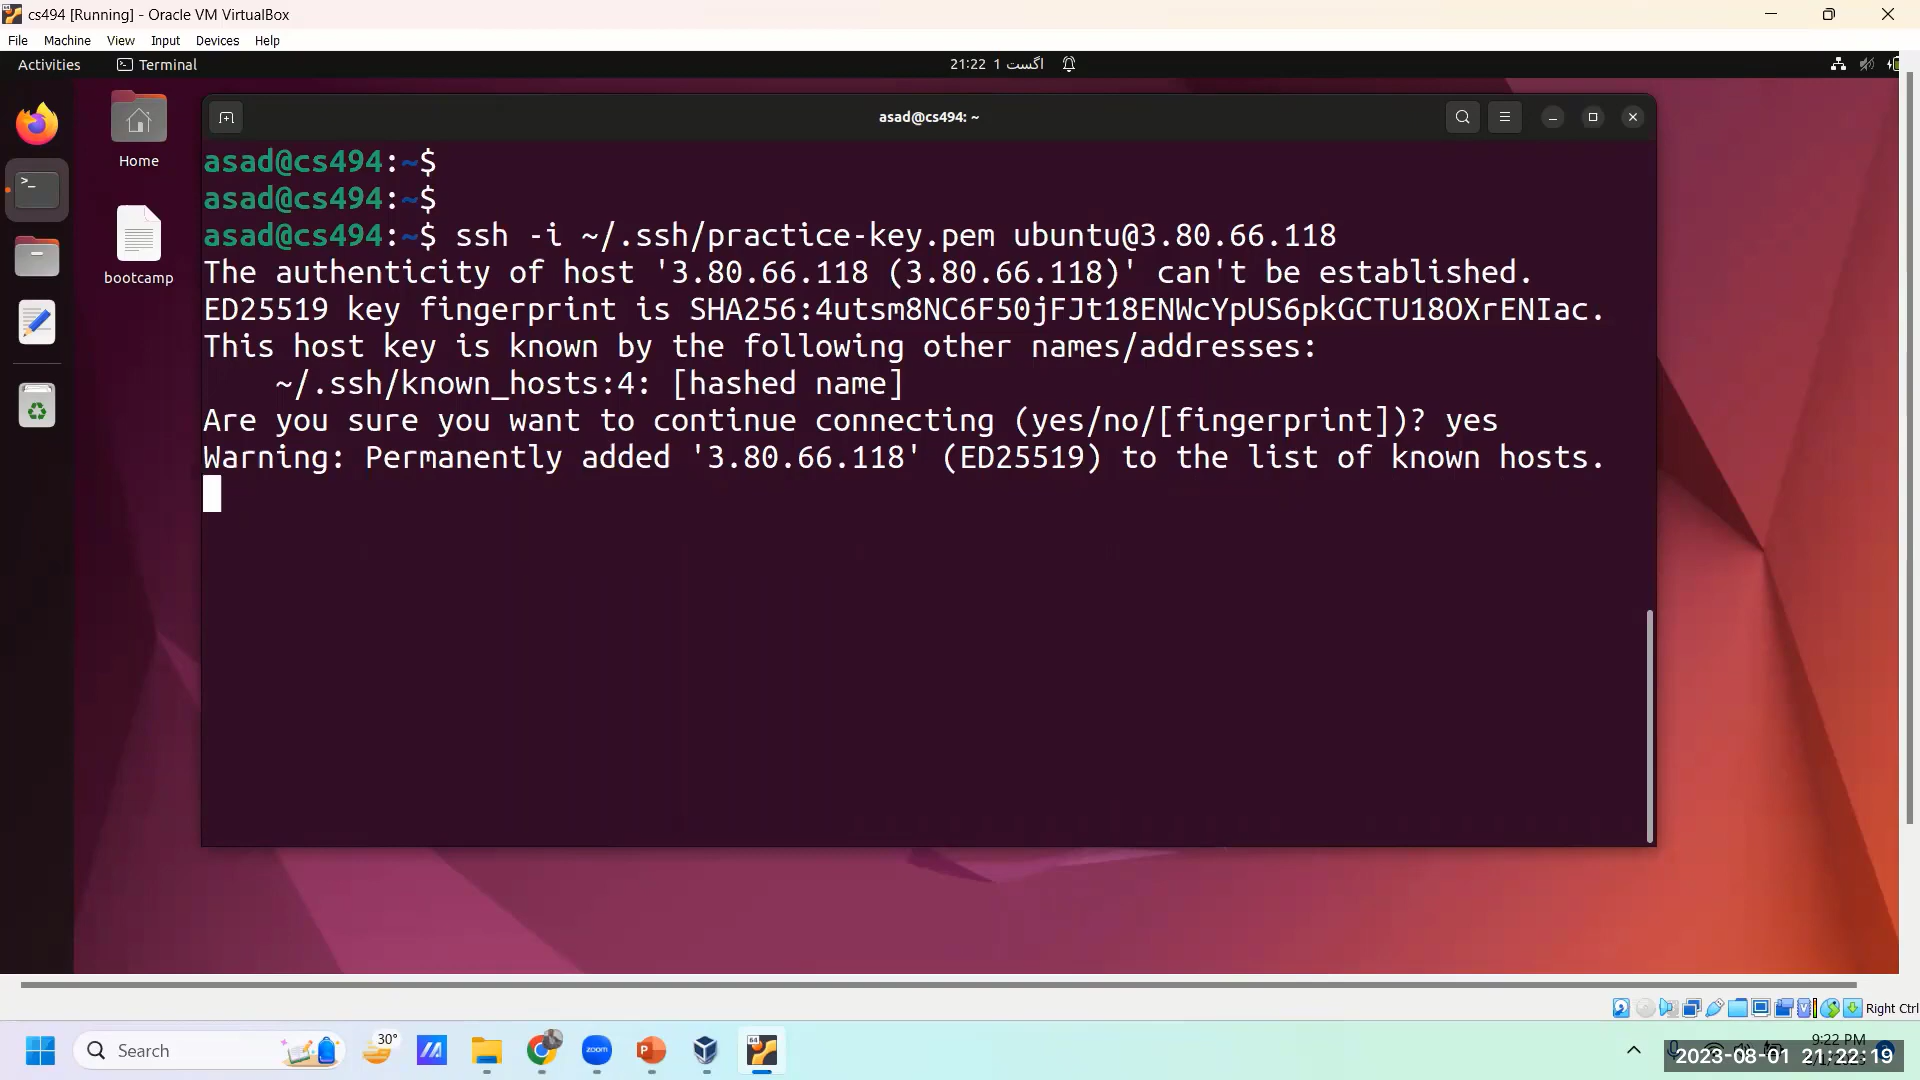 cs494 [Running] - Oracle VM VirtualBox
File Machine View Input Devices Help
Activities Terminal 21:22 1 اگست
asad@cs494: ~
Home
bootcamp
asad@cs494:~$
asad@cs494:~$
asad@cs494:~$ ssh -i ~/.ssh/practice-key.pem ubuntu@3.80.66.118
The authenticity of host '3.80.66.118 (3.80.66.118)' can't be established.
ED25519 key fingerprint is SHA256:4utsm8NC6F50jFJt18ENWcYpUS6pkGCTU18OXrENIac.
This host key is known by the following other names/addresses:
~/.ssh/known_hosts:4: [hashed name]
Are you sure you want to continue connecting (yes/no/[fingerprint])? yes
Warning: Permanently added '3.80.66.118' (ED25519) to the list of known hosts.
Right Ctrl
Search
30°
zoom
64
9:22 PM
2023-08-01 21:22:19